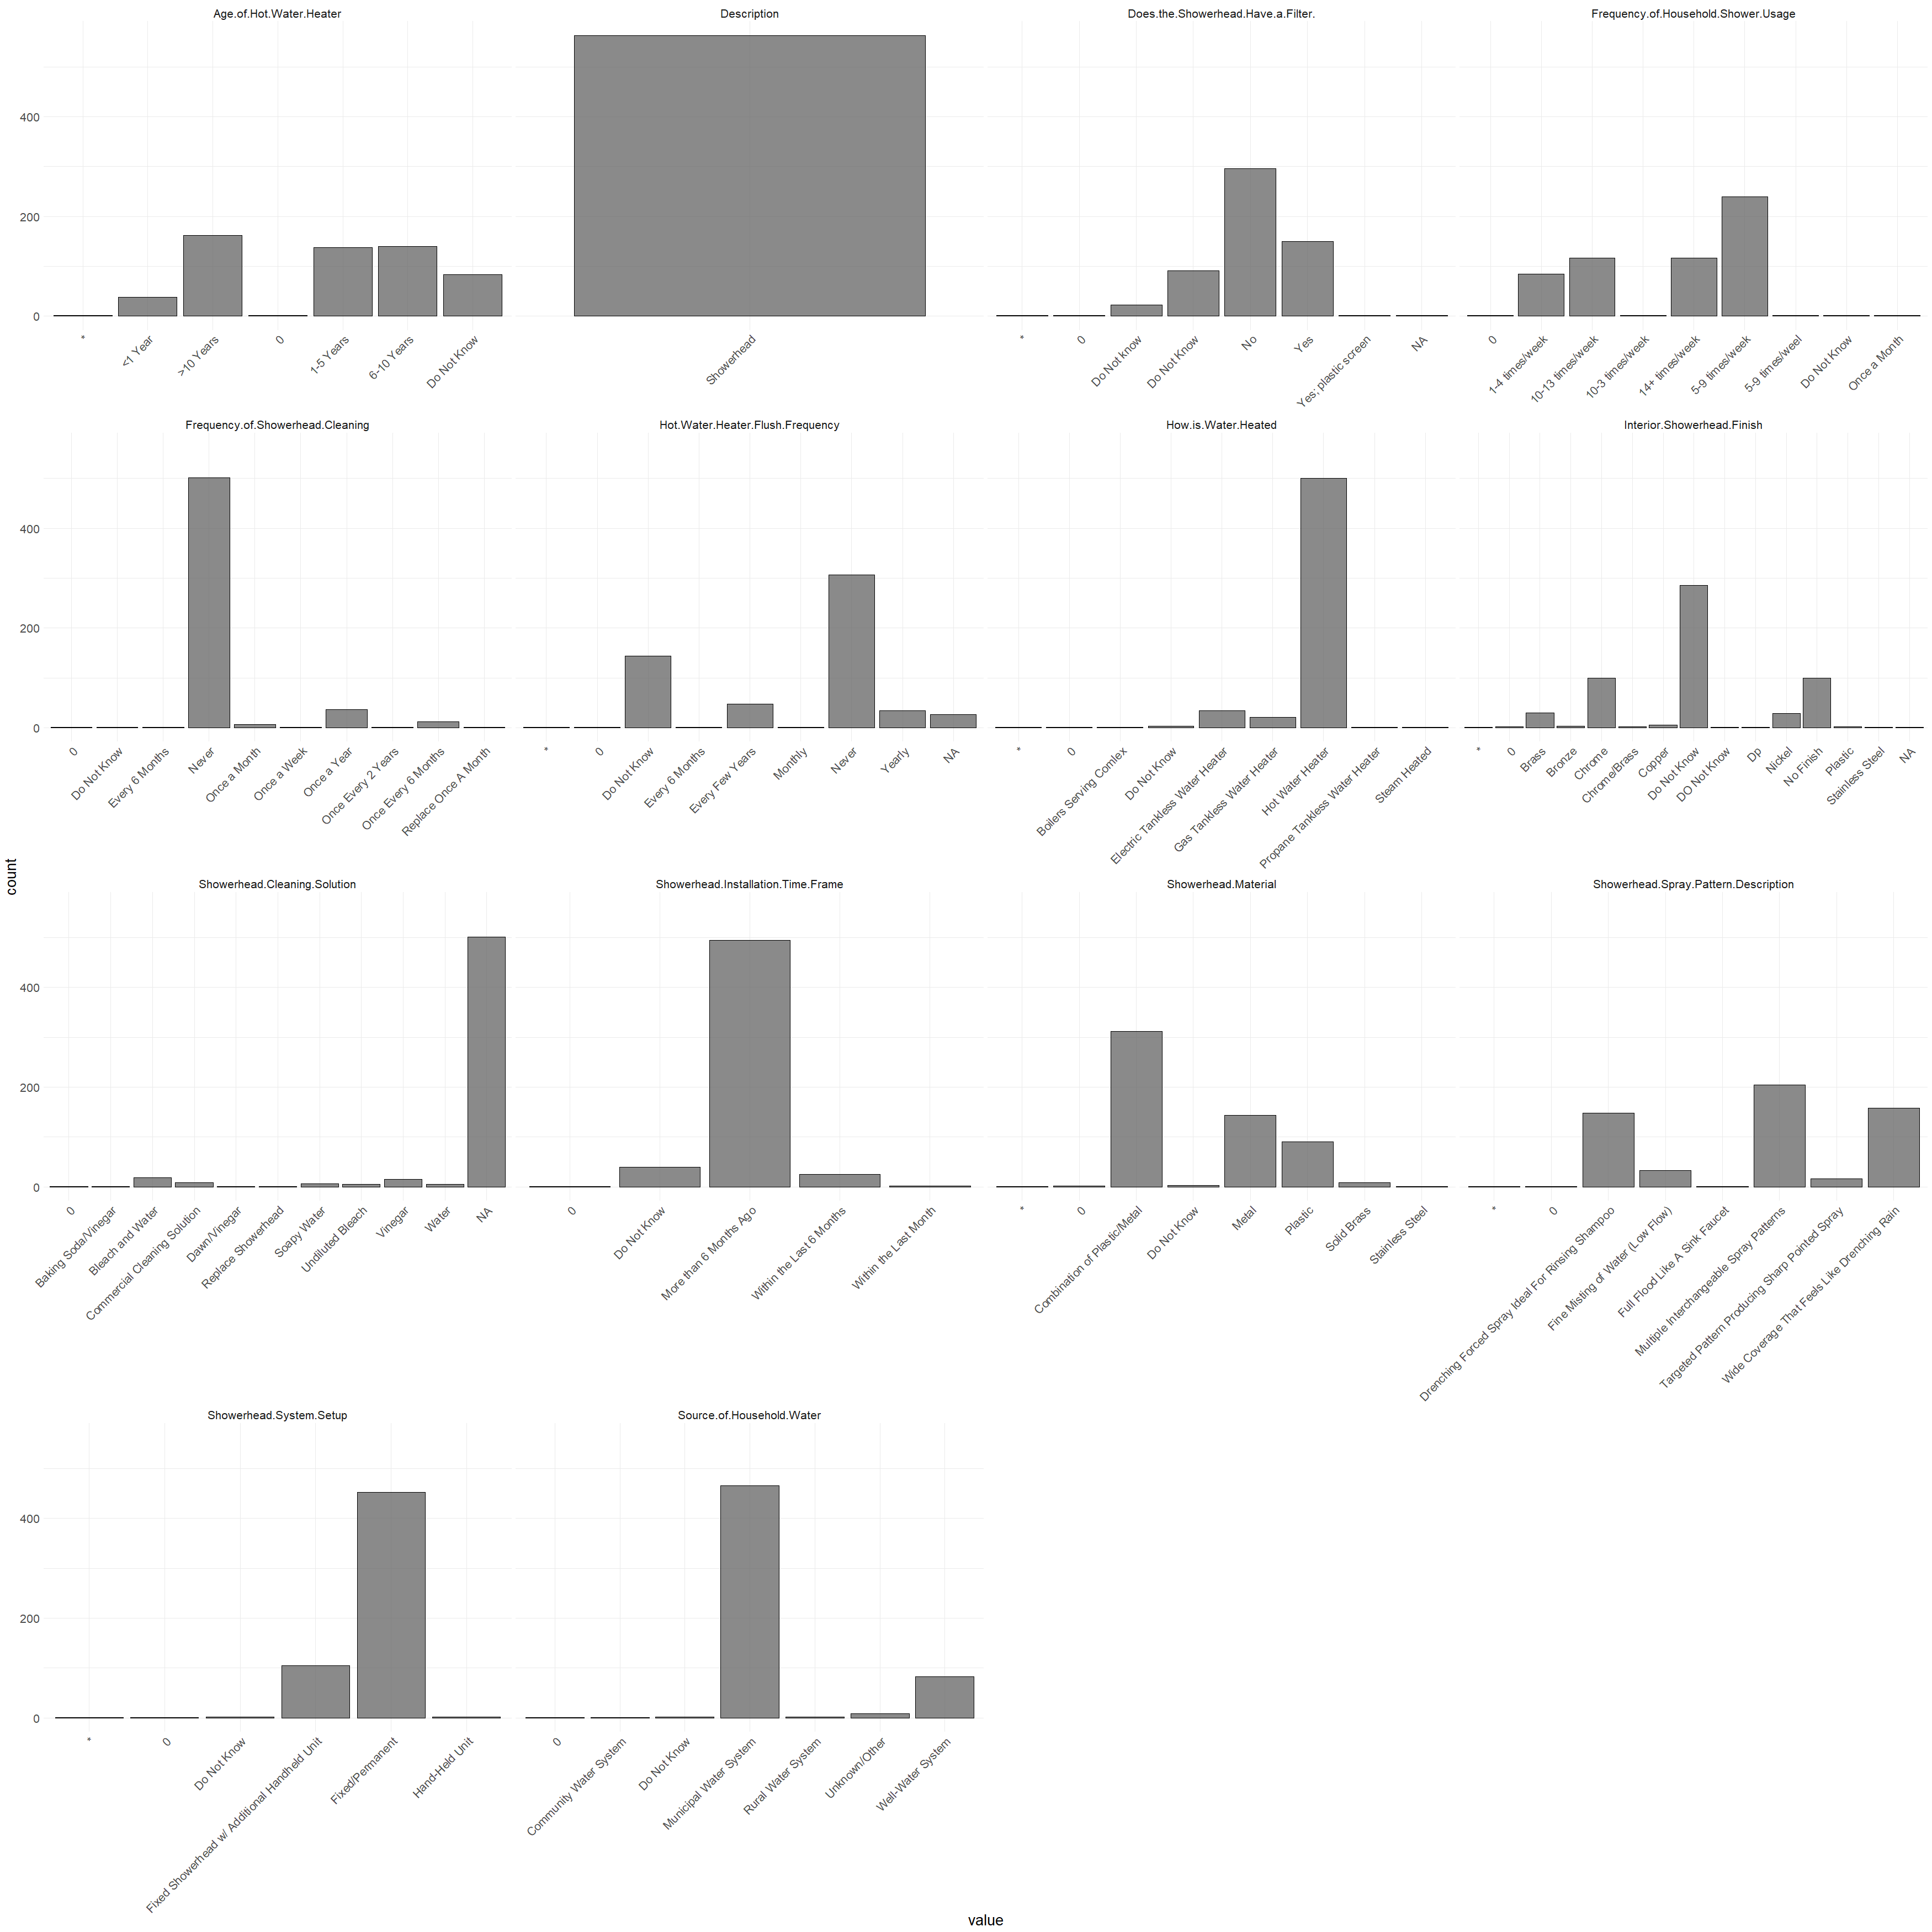 Age.of.Hot.Water.Heater
Description
Does.the.Showerhead.Have.a.Filter.
Frequency.of.Household.Shower.Usage
400
200
0
*
<1 Year
>10 Years
0
1-5 Years
6-10 Years
Do Not Know
Showerhead
*
0
Do Not know
Do Not Know
No
Yes
Yes; plastic screen
NA
0
1-4 times/week
10-13 times/week
10-3 times/week
14+ times/week
5-9 times/week
5-9 times/weel
Do Not Know
Once a Month
Frequency.of.Showerhead.Cleaning
Hot.Water.Heater.Flush.Frequency
How.is.Water.Heated
Interior.Showerhead.Finish
400
200
0
0
Do Not Know
Every 6 Months
Never
Once a Month
Once a Week
Once a Year
Once Every 2 Years
Once Every 6 Months
Replace Once A Month
*
0
Do Not Know
Every 6 Months
Every Few Years
Monthly
Never
Yearly
NA
*
0
Boilers Serving Comlex
Do Not Know
Electric Tankless Water Heater
Gas Tankless Water Heater
Hot Water Heater
Propane Tankless Water Heater
Steam Heated
*
0
Brass
Bronze
Chrome
Chrome/Brass
Copper
Do Not Know
DO Not Know
Dp
Nickel
No Finish
Plastic
Stainless Steel
NA
count
Showerhead.Cleaning.Solution
Showerhead.Installation.Time.Frame
Showerhead.Material
Showerhead.Spray.Pattern.Description
400
200
0
0
Baking Soda/Vinegar
Bleach and Water
Commercial Cleaning Solution
Dawn/vinegar
Replace Showerhead
Soapy Water
Undiluted Bleach
Vinegar
Water
NA
0
Do Not Know
More than 6 Months Ago
Within the Last 6 Months
Within the Last Month
*
0
Combination of Plastic/Metal
Do Not Know
Metal
Plastic
Solid Brass
Stainless Steel
*
0
Drenching Forced Spray Ideal For Rinsing Shampoo
Fine Misting of Water (Low Flow)
Full Flood Like A Sink Faucet
Multiple Interchangeable Spray Patterns
Targeted Pattern Producing Sharp Pointed Spray
Wide Coverage That Feels Like Drenching Rain
Showerhead.System.Setup
Source.of.Household.Water
400
200
0
*
0
Do Not Know
Fixed Showerhead w/ Additional Handheld Unit
Fixed/Permanent
Hand-Held Unit
0
Community Water System
Do Not Know
Municipal Water System
Rural Water System
Unknown/Other
Well-Water System
value